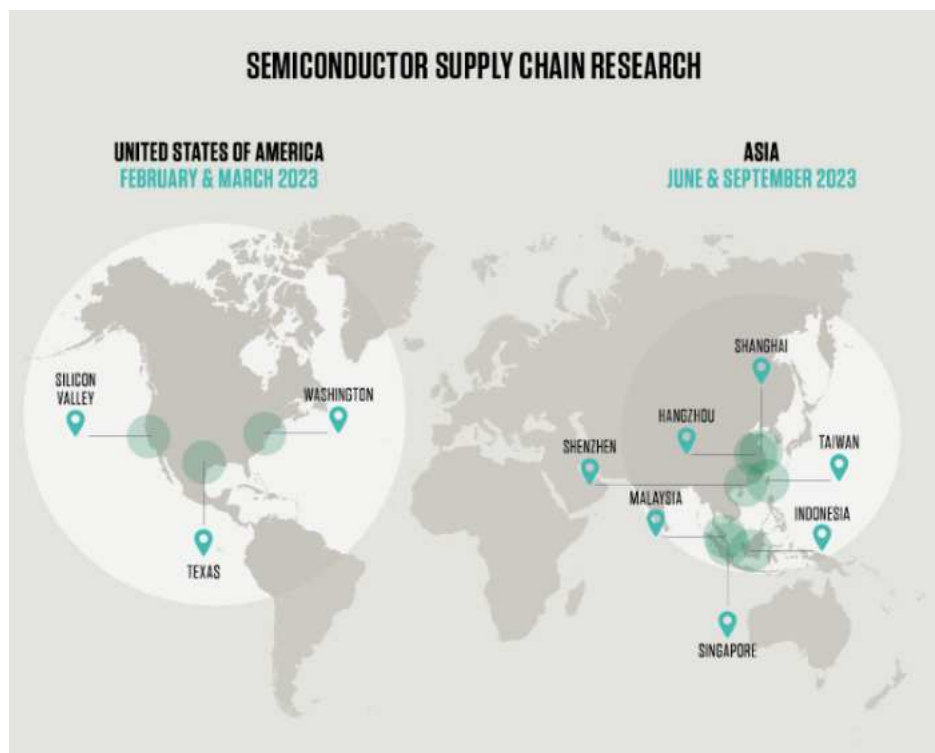 SEMICONDUCTOR SUPPLY CHAIN RESEARCH
UNITED STATES OF AMERICA
FEBRUARY & MARCH 2023
ASIA
JUNE & SEPTEMBER 2023
SILICON
VALLEY
WASHINGTON
TEXAS
SHANGHAI
HANGZHOU
SHENZHEN
TAIWAN
MALAYSIA
INDONESIA
SINGAPORE